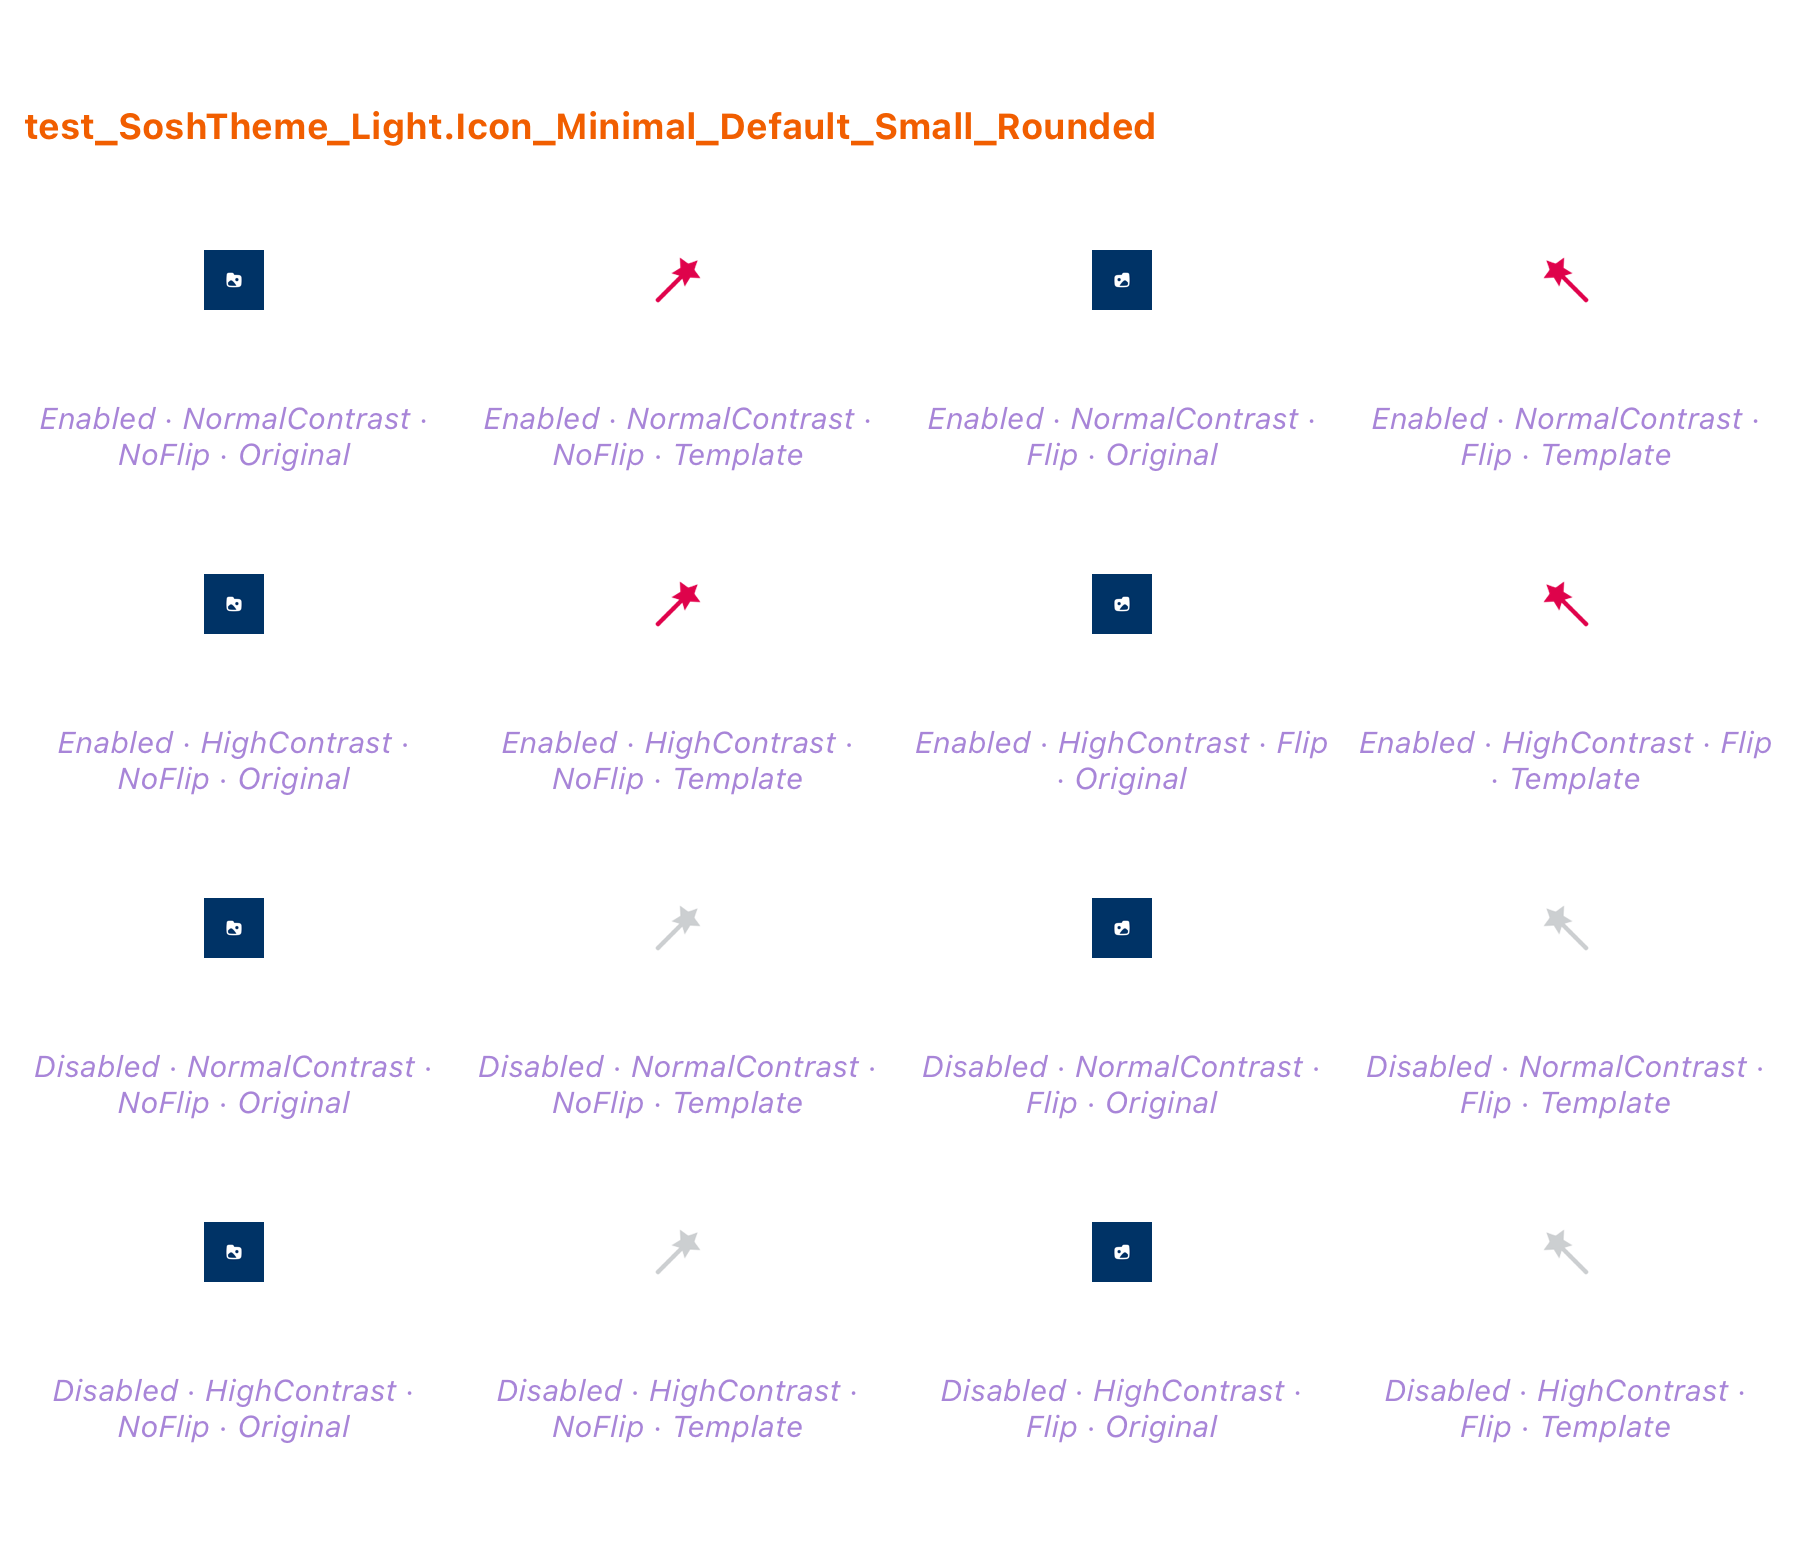 test_SoshTheme_Light.Icon_Minimal_Default_Small_Rounded
Enabled · NormalContrast ·
NoFlip · Original
Enabled · NormalContrast ·
NoFlip · Template
Enabled · NormalContrast ·
Flip · Original
Enabled · NormalContrast ·
Flip · Template
Enabled · HighContrast ·
NoFlip · Original
Enabled · HighContrast ·
NoFlip · Template
Enabled · HighContrast · Flip
· Original
Enabled · HighContrast · Flip
· Template
Disabled · NormalContrast ·
NoFlip · Original
Disabled · NormalContrast ·
NoFlip · Template
Disabled · NormalContrast ·
Flip · Original
Disabled · NormalContrast ·
Flip · Template
Disabled · HighContrast ·
NoFlip · Original
Disabled · HighContrast ·
NoFlip · Template
Disabled · HighContrast ·
Flip · Original
Disabled · HighContrast ·
Flip · Template